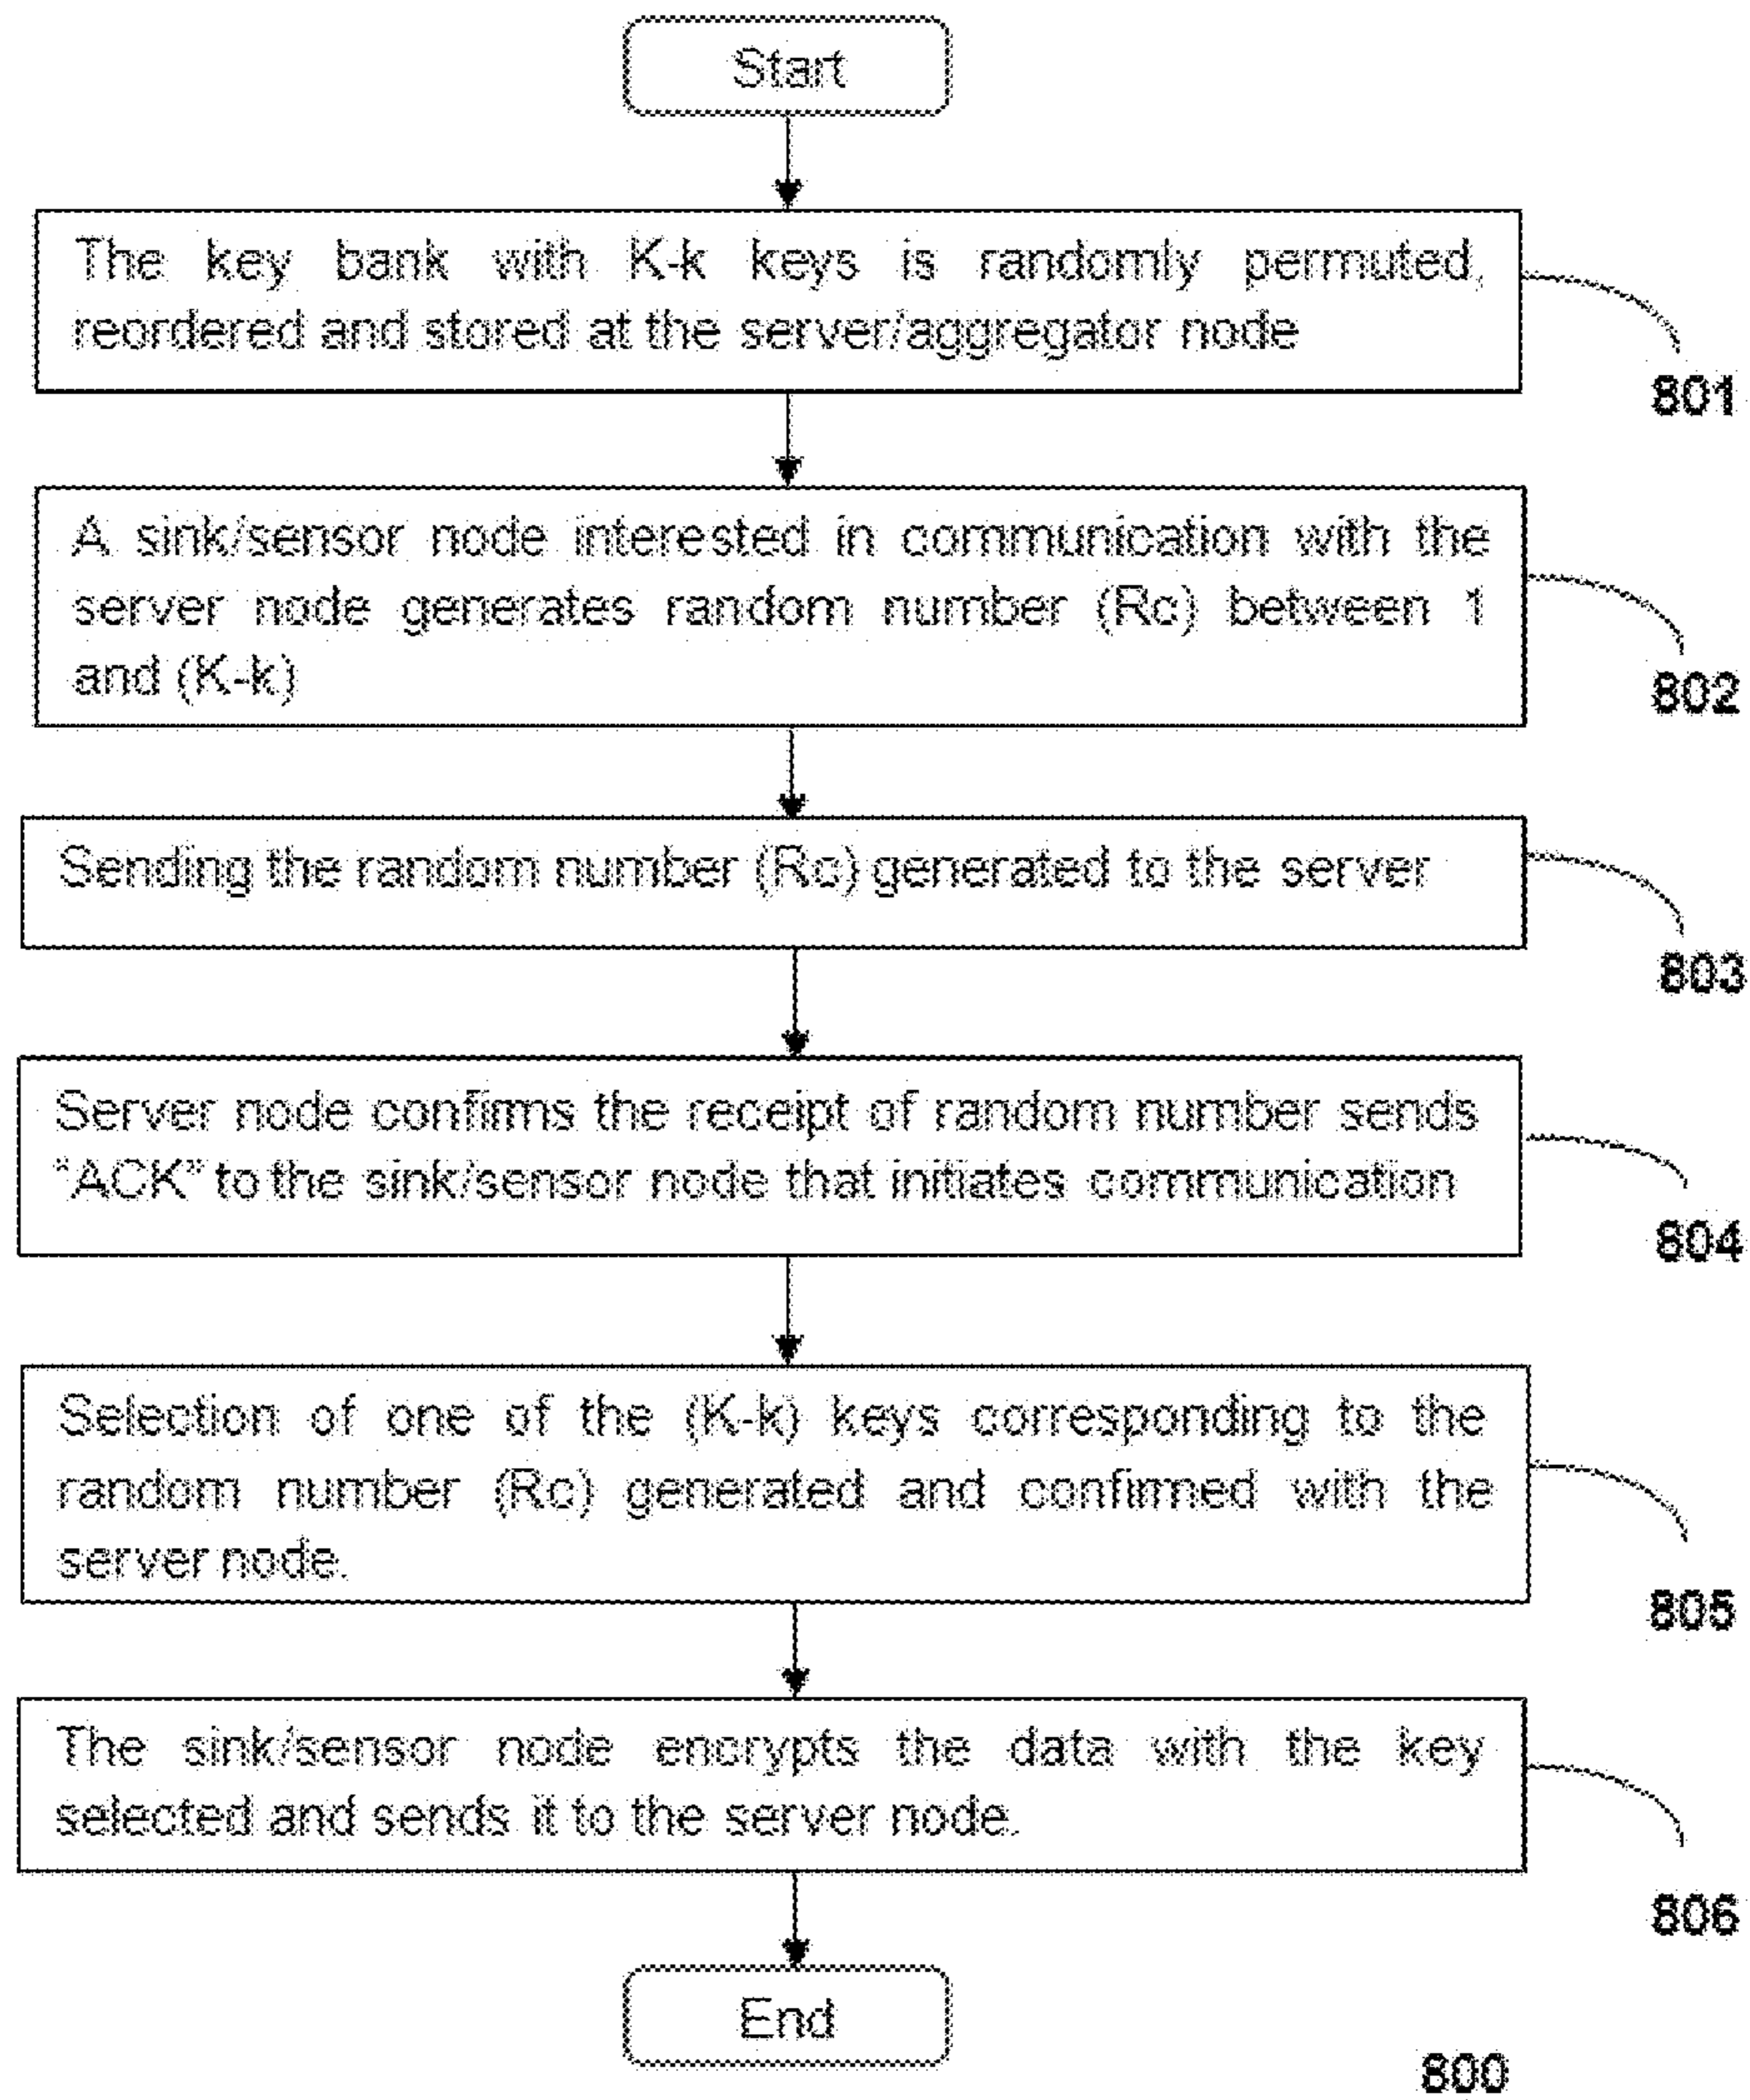 Start
The key bank with K-k keys is randomly permuted,
reordered and stored at the server/aggregator node
801
A sink/sensor node interested in communication with the
server node generates random number (Rc) between 1
and (K-k)
802
Sending the random number (Rc) generated to the server
803
Server node confirms the receipt of random number sends
"ACK" to the sink/sensor node that initiates communication
804
Selection of one of the (K-k) keys corresponding to the
random number (Rc) generated and confirmed with the
server node.
805
The sink/sensor node encrypts the data with the key
selected and sends it to the server node.
806
End
800